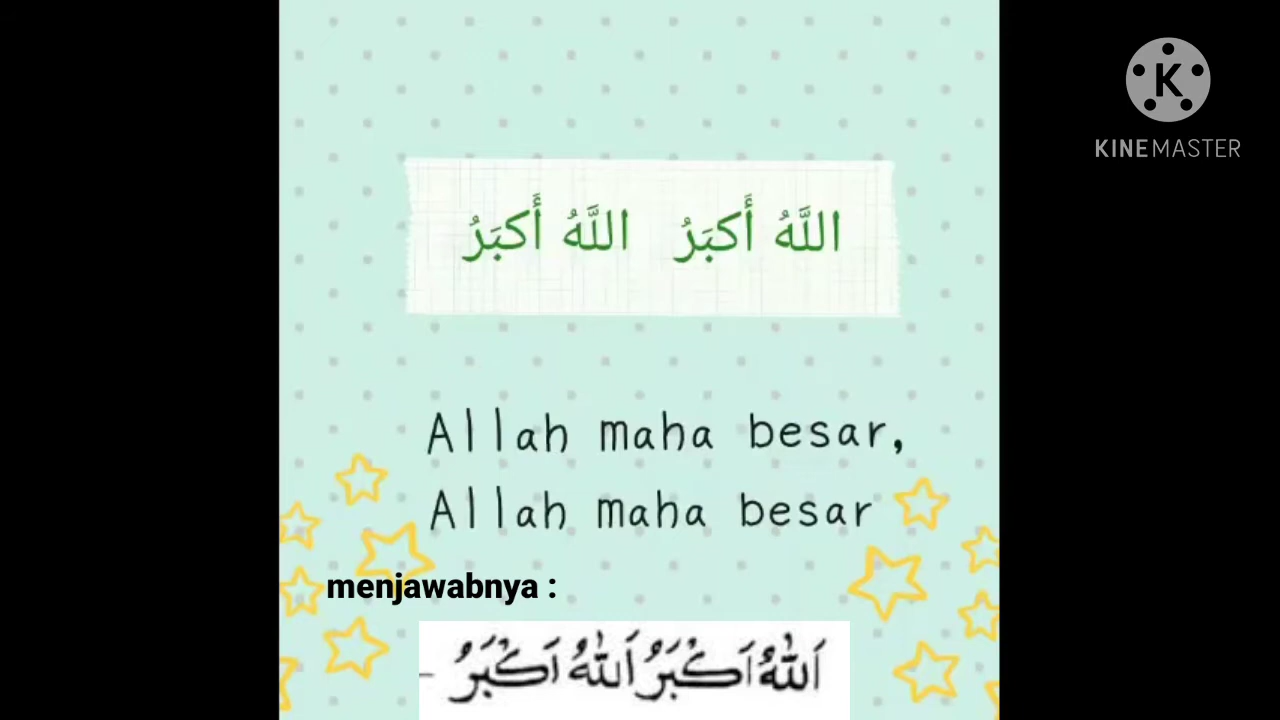 KINEMASTER
اللَّهُ أَكبَرُ اللَّهُ أَكبَرُ
Allah maha besar,
Allah maha besar
menjawabnya :
اَللّٰهُ اَكْبَرُ اَللّٰهُ اَكْبَرُ –